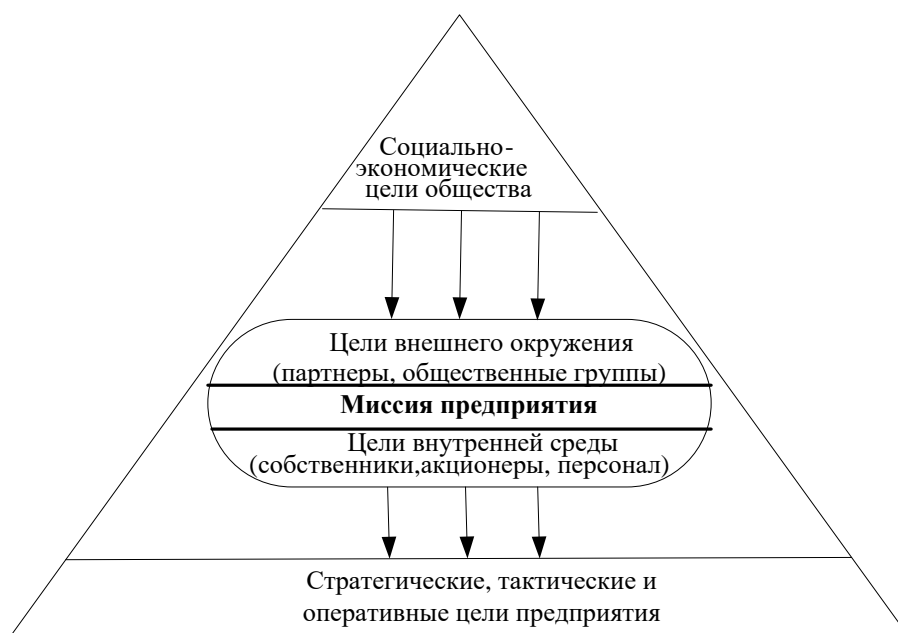 Социально-
экономические
цели общества
Цели внешнего окружения
(партнеры, общественные группы)
Миссия предприятия
Цели внутренней среды
(собственники,акционеры, персонал)
Стратегические, тактические и
оперативные цели предприятия